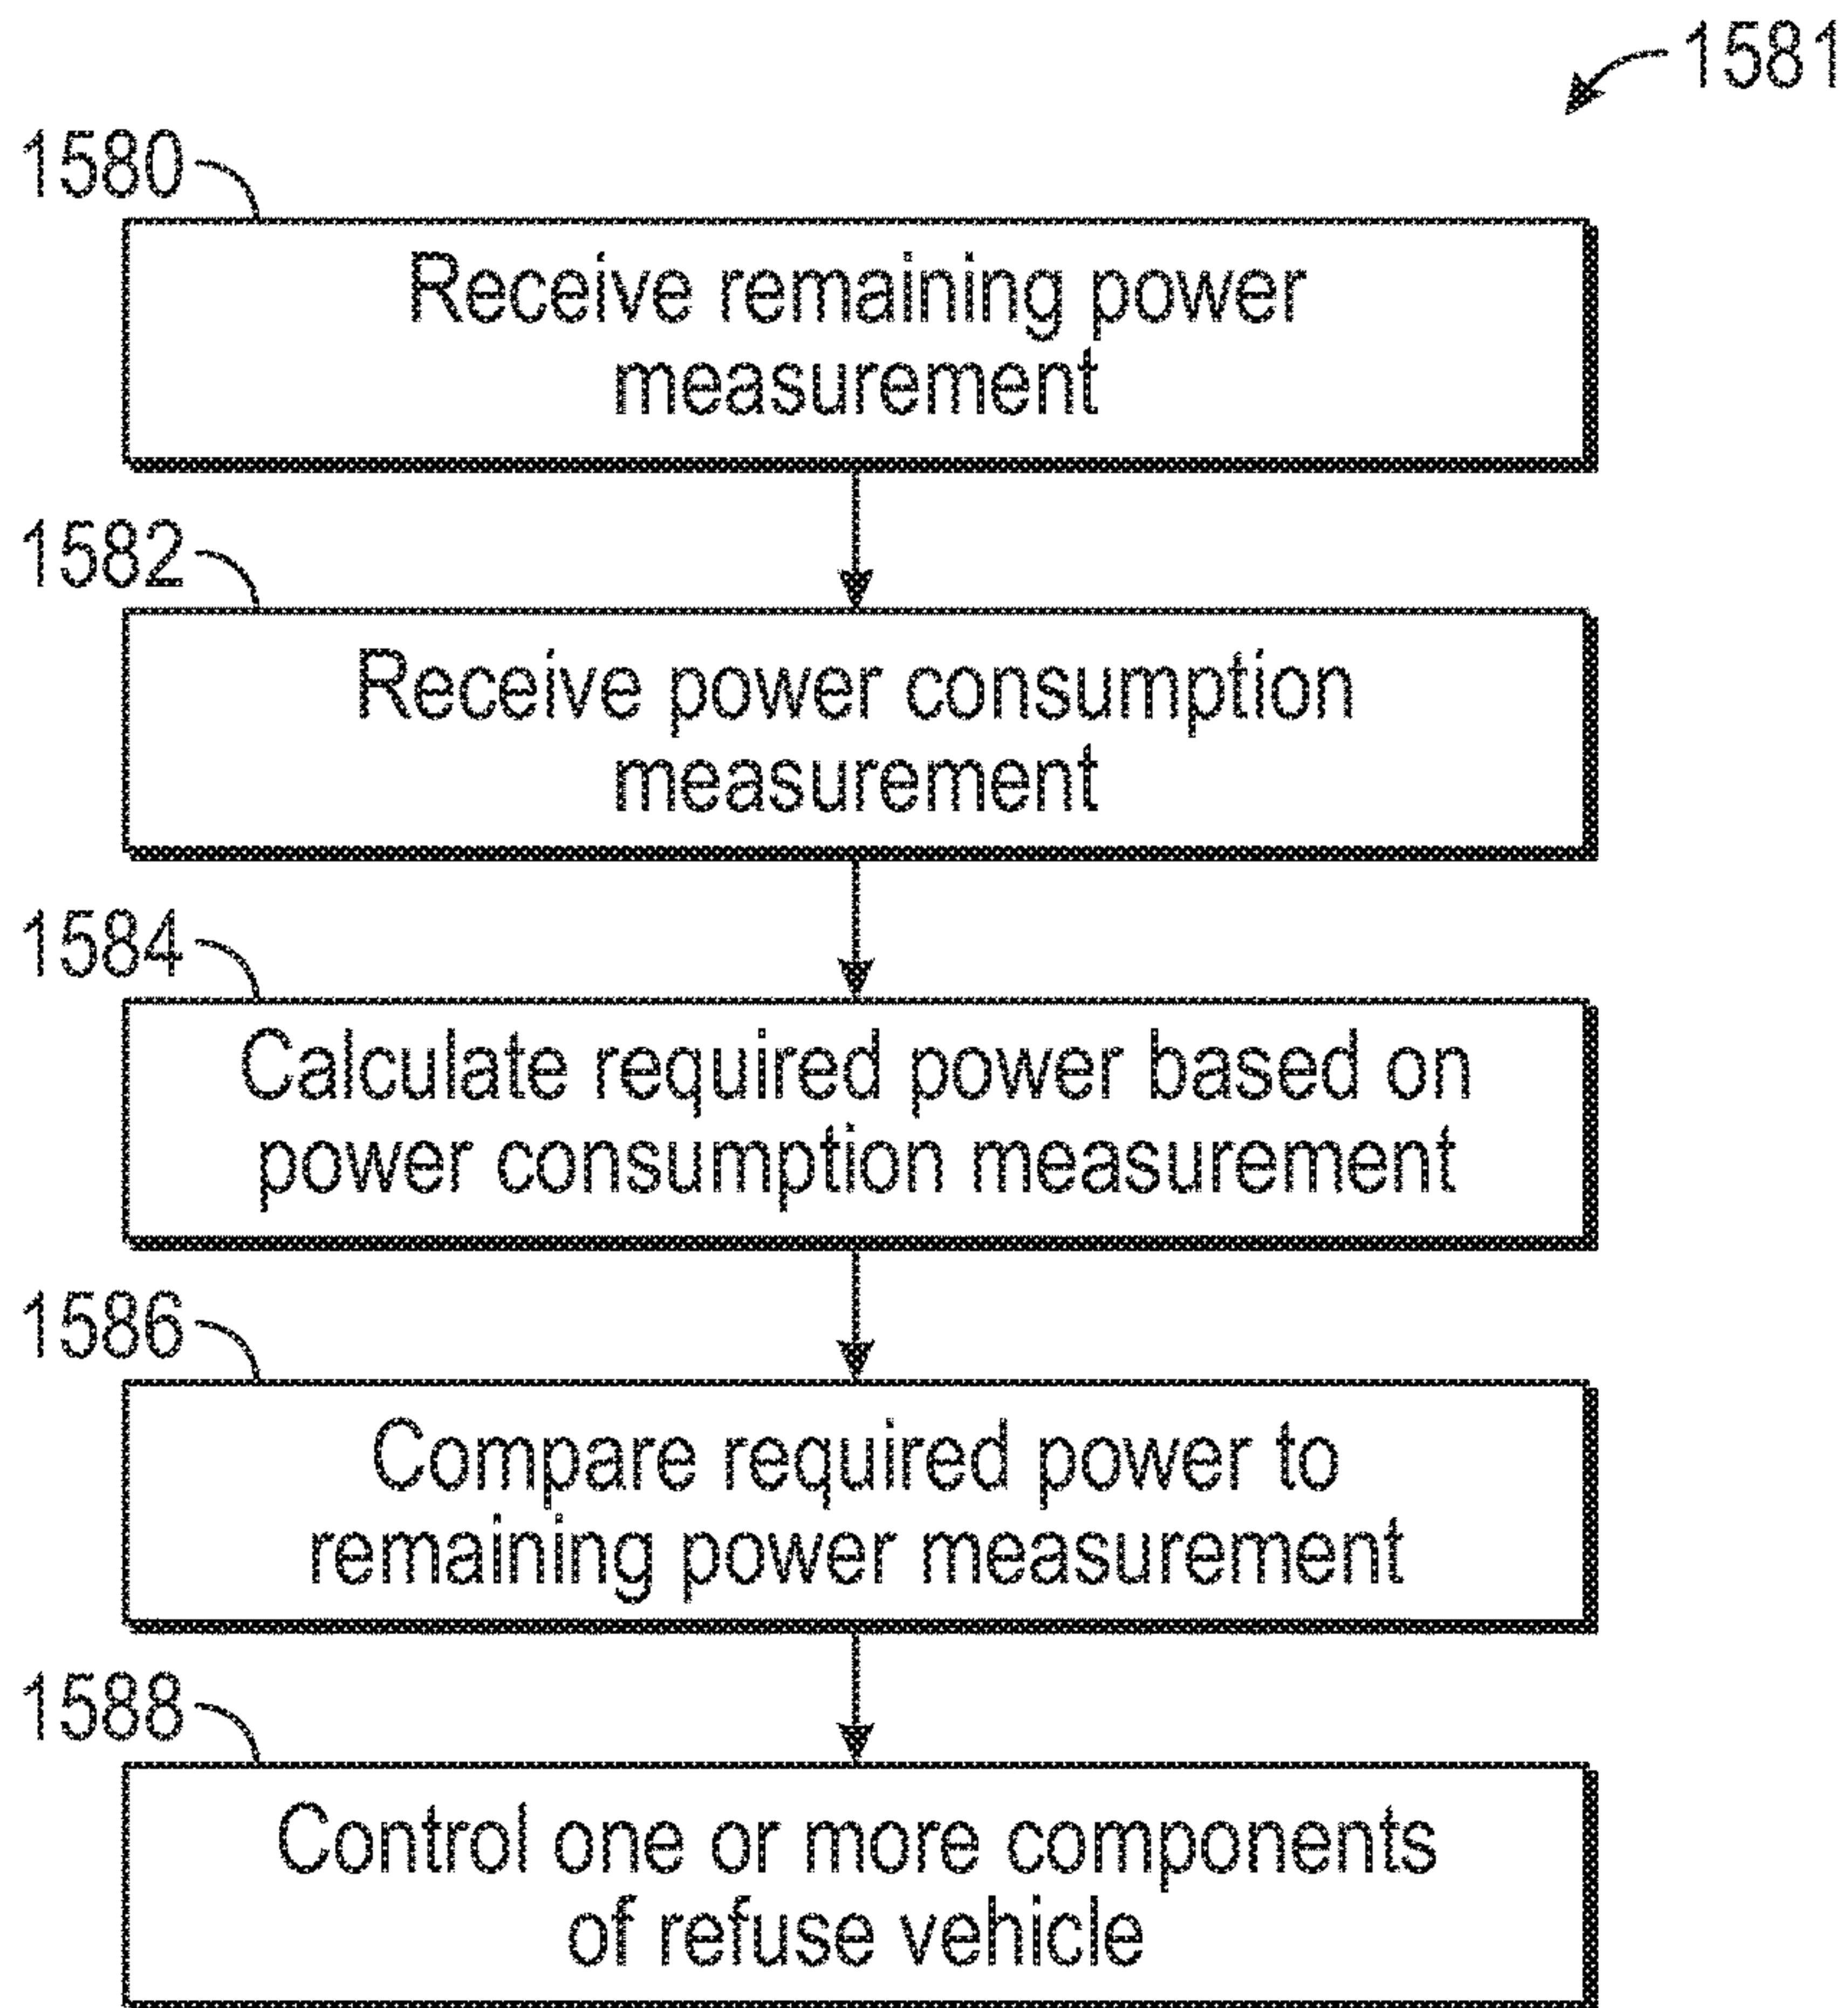 1581
1580
Receive remaining power
measurement
1582
Receive power consumption
measurement
1584
Calculate required power based on
power consumption measurement
1586
Compare required power to
remaining power measurement
1588
Control one or more components
of refuse vehicle